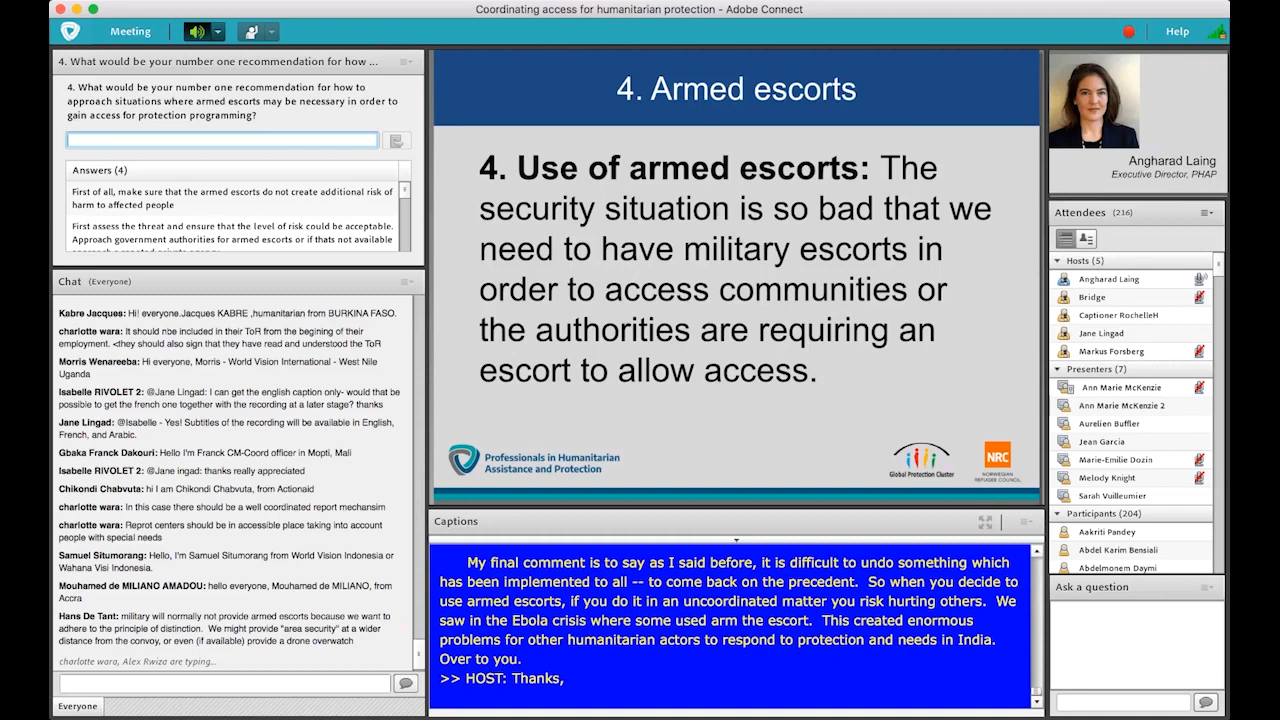 Coordinating access for humanitarian protection - Adobe Connect
Meeting
Help
4. What would be your number one recommendation for how ...
4. What would be your number one recommendation for how to
approach situations where armed escorts may be necessary in order to
gain access for protection programming?
Answers (4)
First of all, make sure that the armed escorts do not create additional risk of
harm to affected people
First assess the threat and ensure that the level of risk could be acceptable.
Approach government authorities for armed escorts or if thats not available
Chat (Everyone)
Kabre Jacques: Hi! everyone.Jacques KABRE ,humanitarian from BURKINA FASO.
charlotte wara: It should nbe included in their ToR from the begining of their
employment. <they should also sign that they have read and understood the ToR
Morris Wenareeba: Hi everyone, Morris - World Vision International - West Nile
Uganda
Isabelle RIVOLET 2: @Jane Lingad: I can get the english caption only- would that be
possible to get the french one together with the recording at a later stage? thanks
Jane Lingad: @Isabelle - Yes! Subtitles of the recording will be available in English,
French, and Arabic.
Gbaka Franck Dakouri: Hello I'm Franck CM-Coord officer in Mopti, Mali
Isabelle RIVOLET 2: @Jane ingad: thanks really appreciated
Chikondi Chabvuta: hi I am Chikondi Chabvuta, from Actionaid
charlotte wara: In this case there should be a well coordinated report mechansim
charlotte wara: Reprot centers should be in accessible place taking into account
people with special needs
Samuel Situmorang: Hello, I'm Samuel Situmorang from World Vision Indonesia or
Wahana Visi Indonesia.
Mouhamed de MILIANO AMADOU: hello everyone, Mouhamed de MILIANO, from
Accra
Hans De Tant: military will normally not provide armed escorts because we want to
adhere to the principle of distinction. We might provide "area security" at a wider
distance from the convoy, or even (if available) provide a drone overwatch
charlotte wara, Alex Rwiza are typing...
Everyone
4. Armed escorts
4. Use of armed escorts: The
security situation is so bad that we
need to have military escorts in
order to access communities or
the authorities are requiring an
escort to allow access.
Professionals in Humanitarian
Assistance and Protection
Global Protection Cluster
NRC
NORWEGIAN
REFUGEE COUNCIL
Captions
My final comment is to say as I said before, it is difficult to undo something which
has been implemented to all -- to come back on the precedent. So when you decide to
use armed escorts, if you do it in an uncoordinated matter you risk hurting others. We
saw in the Ebola crisis where some used arm the escort. This created enormous
problems for other humanitarian actors to respond to protection and needs in India.
Over to you.
>> HOST: Thanks,
Angharad Laing
Executive Director, PHAP
Attendees (216)
Hosts (5)
Angharad Laing
Bridge
Captioner RochelleH
Jane Lingad
Markus Forsberg
Presenters (7)
Ann Marie McKenzie
Ann Marie McKenzie 2
Aurelien Buffler
Jean Garcia
Marie-Emilie Dozin
Melody Knight
Sarah Vuilleumier
Participants (204)
Aakriti Pandey
Abdel Karim Bensiali
Abdelmonem Daymi
Ask a question